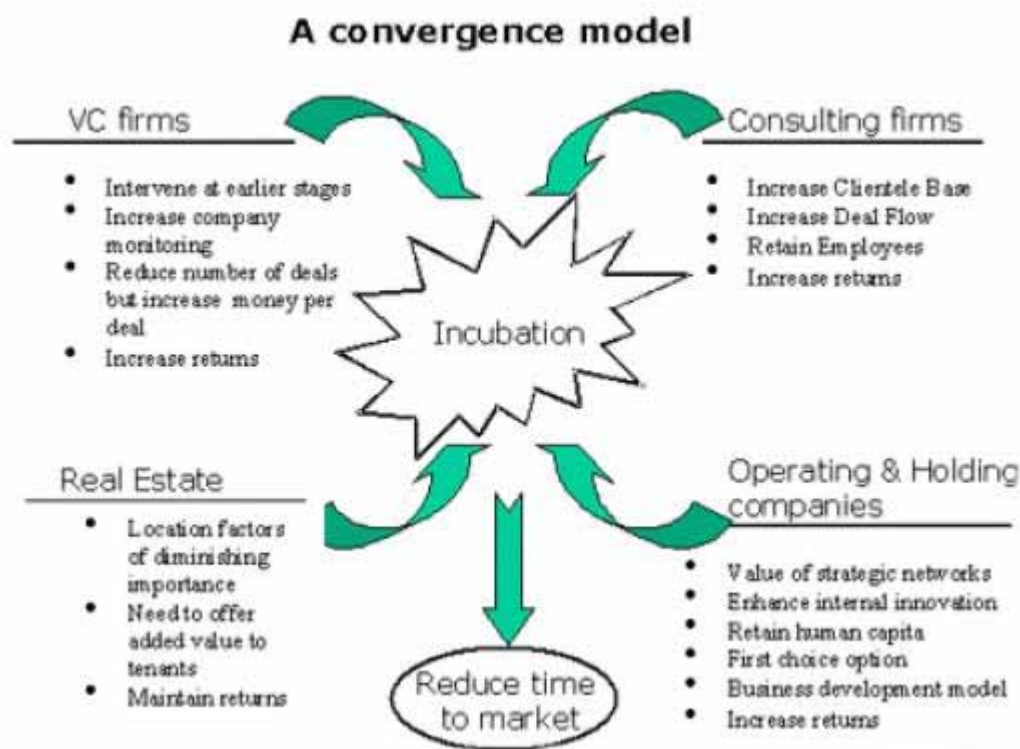 A convergence model
VC firms
Intervene at earlier stages
Increase company
monitoring
Reduce number of deals
but increase money per
deal
Increase returns
Consulting firms
Increase Clientele Base
Increase Deal Flow
Retain Employees
Increase returns
Incubation
Real Estate
Location factors
of diminishing
importance
Need to offer
added value to
tenants
Maintain returns
Operating & Holding
companies
Value of strategic networks
Enhance internal innovation
Retain human capita
First choice option
Business development model
Increase returns
Reduce time
to market